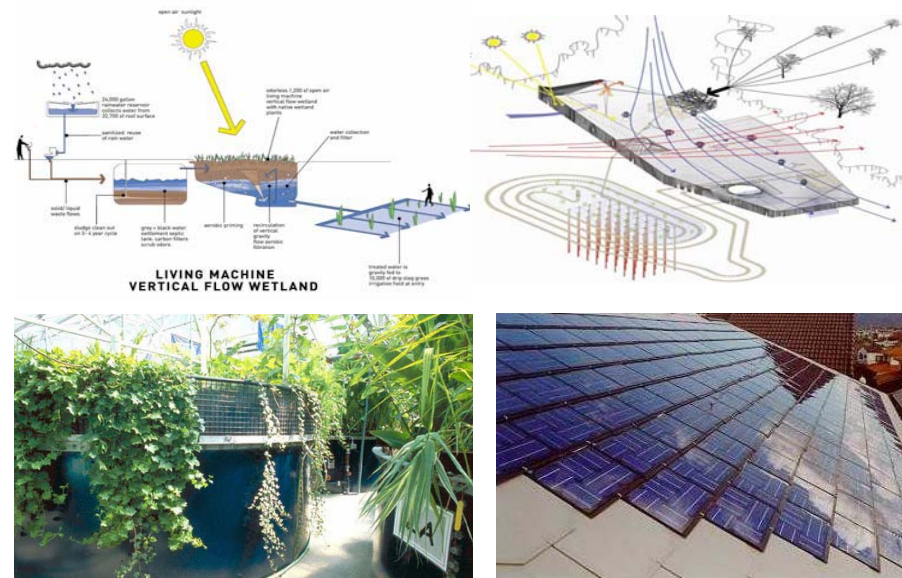 open air sunlight
24,000 gallon
rainwater reservoir
collects water from
22,700 of roof surface
sanitized reuse
of rain water
odorless 1,200 sf open air
living machine
vertical flow wetland
with native wetland
plants
water collection
and filter
solid/liquid
waste flows
sludge clean out
on 3-4 year cycle
grey + black water
settlement septic
tank. carbon filters
scrub odors.
aerobic priming
recirculation
of vertical
gravity
flow aerobic
filtration
treated water is
gravity fed to
10,000 sf drip slag grass
irrigation field at entry
LIVING MACHINE
VERTICAL FLOW WETLAND